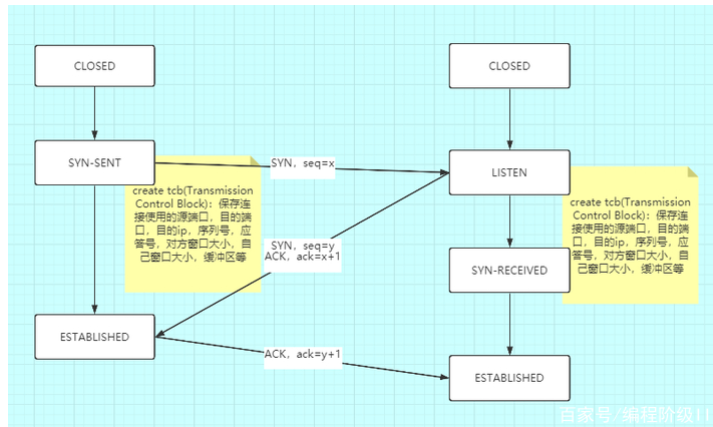 CLOSED
CLOSED
SYN-SENT
SYN, seq=x
LISTEN
create tcb(Transmission
Control Block): 保存连
接使用的源端口, 目的端
口, 目的ip, 序列号, 应
答号, 对方窗口大小, 自
己窗口大小, 缓冲区等
create tcb(Transmission
Control Block): 保存连
接使用的源端口, 目的端
口, 目的ip, 序列号, 应
答号, 对方窗口大小, 自
己窗口大小, 缓冲区等
SYN, seq=y
ACK, ack=x+1
SYN-RECEIVED
ESTABLISHED
ACK, ack=y+1
ESTABLISHED
百家号/编程阶级II